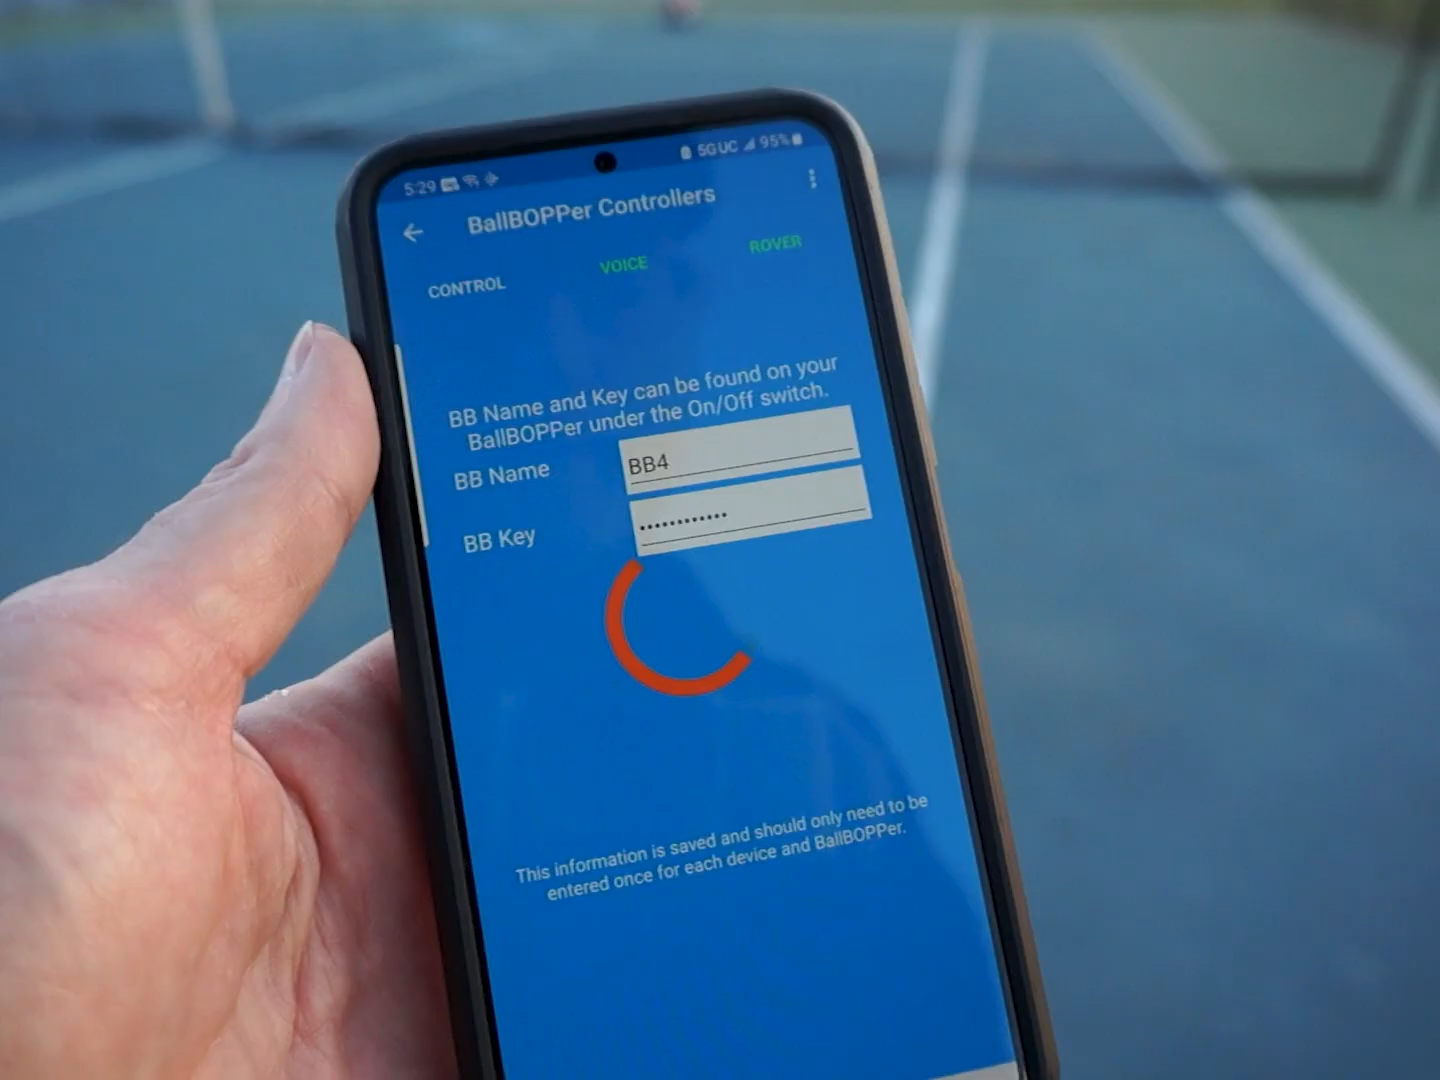 5:29 5G UC 95%
BallBOPPer Controllers
CONTROL VOICE ROVER
BB Name and Key can be found on your
BallBOPPer under the On/Off switch.
BB Name BB4
BB Key ••••••••••••
This information is saved and should only need to be
entered once for each device and BallBOPPer.